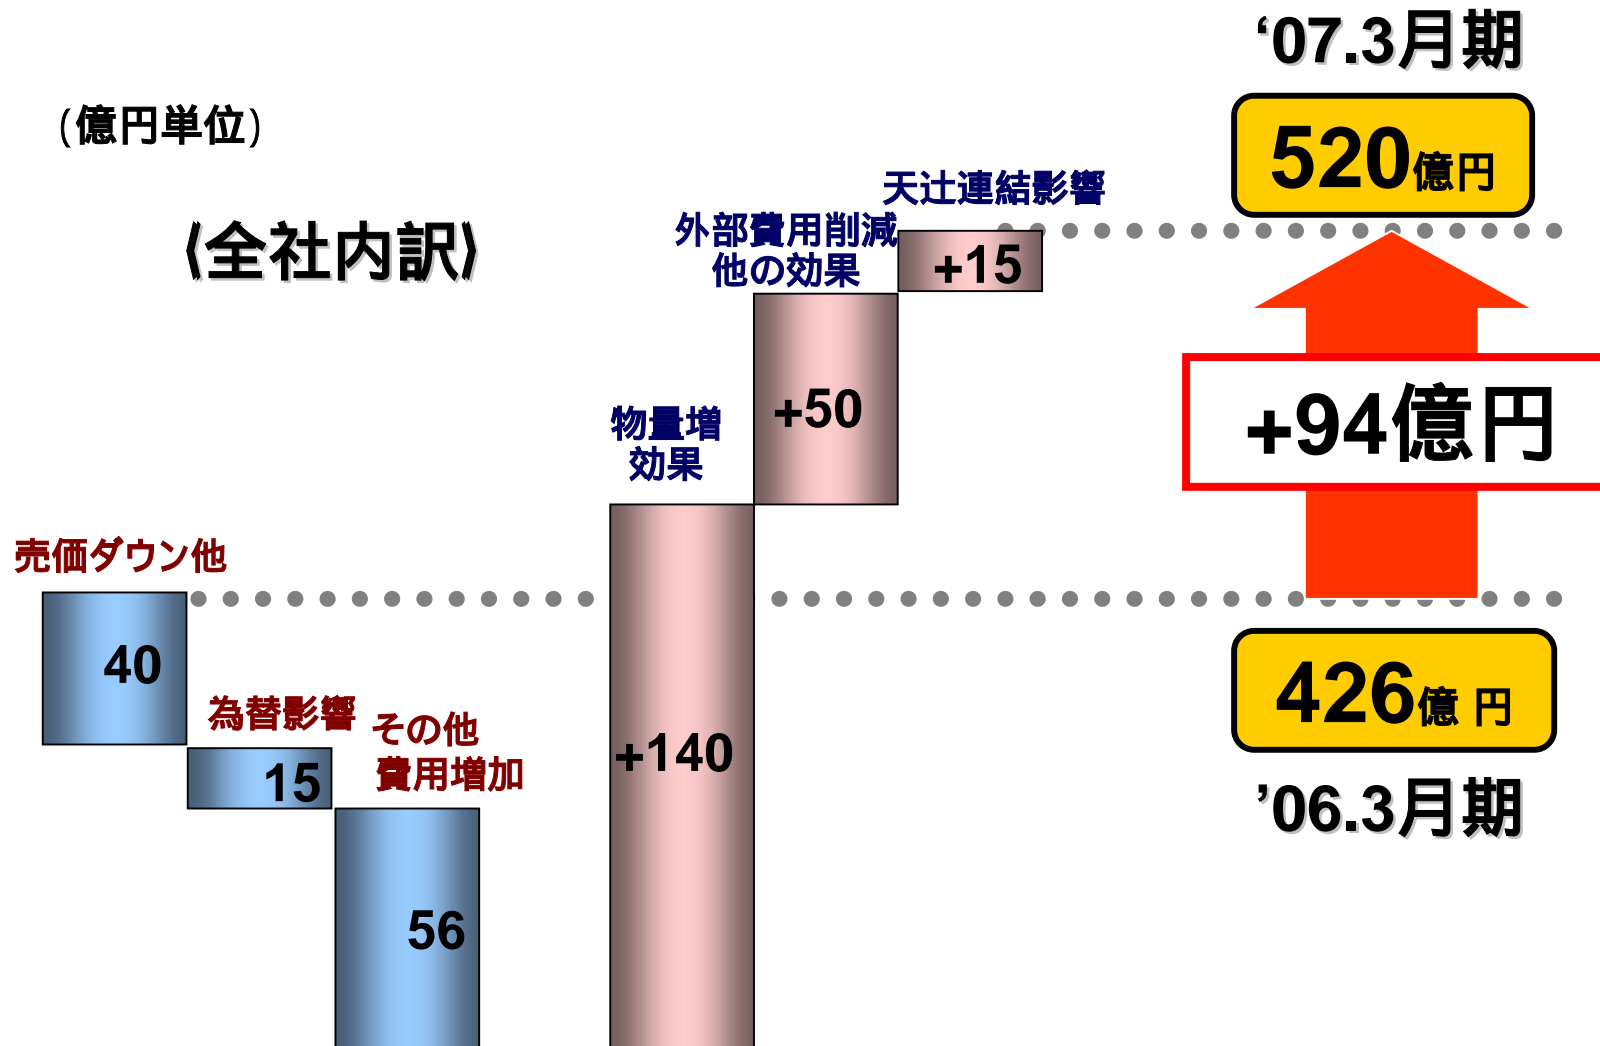 ‘07.3月期
(億円単位)
520億円
天辻連結影響
⟪全社内訳⟫
外部費用削減
他の効果
+15
+94億円
+50
物量増
効果
売価ダウン他
40
426億 円
為替影響
その他
費用増加
+140
15
’06.3月期
56